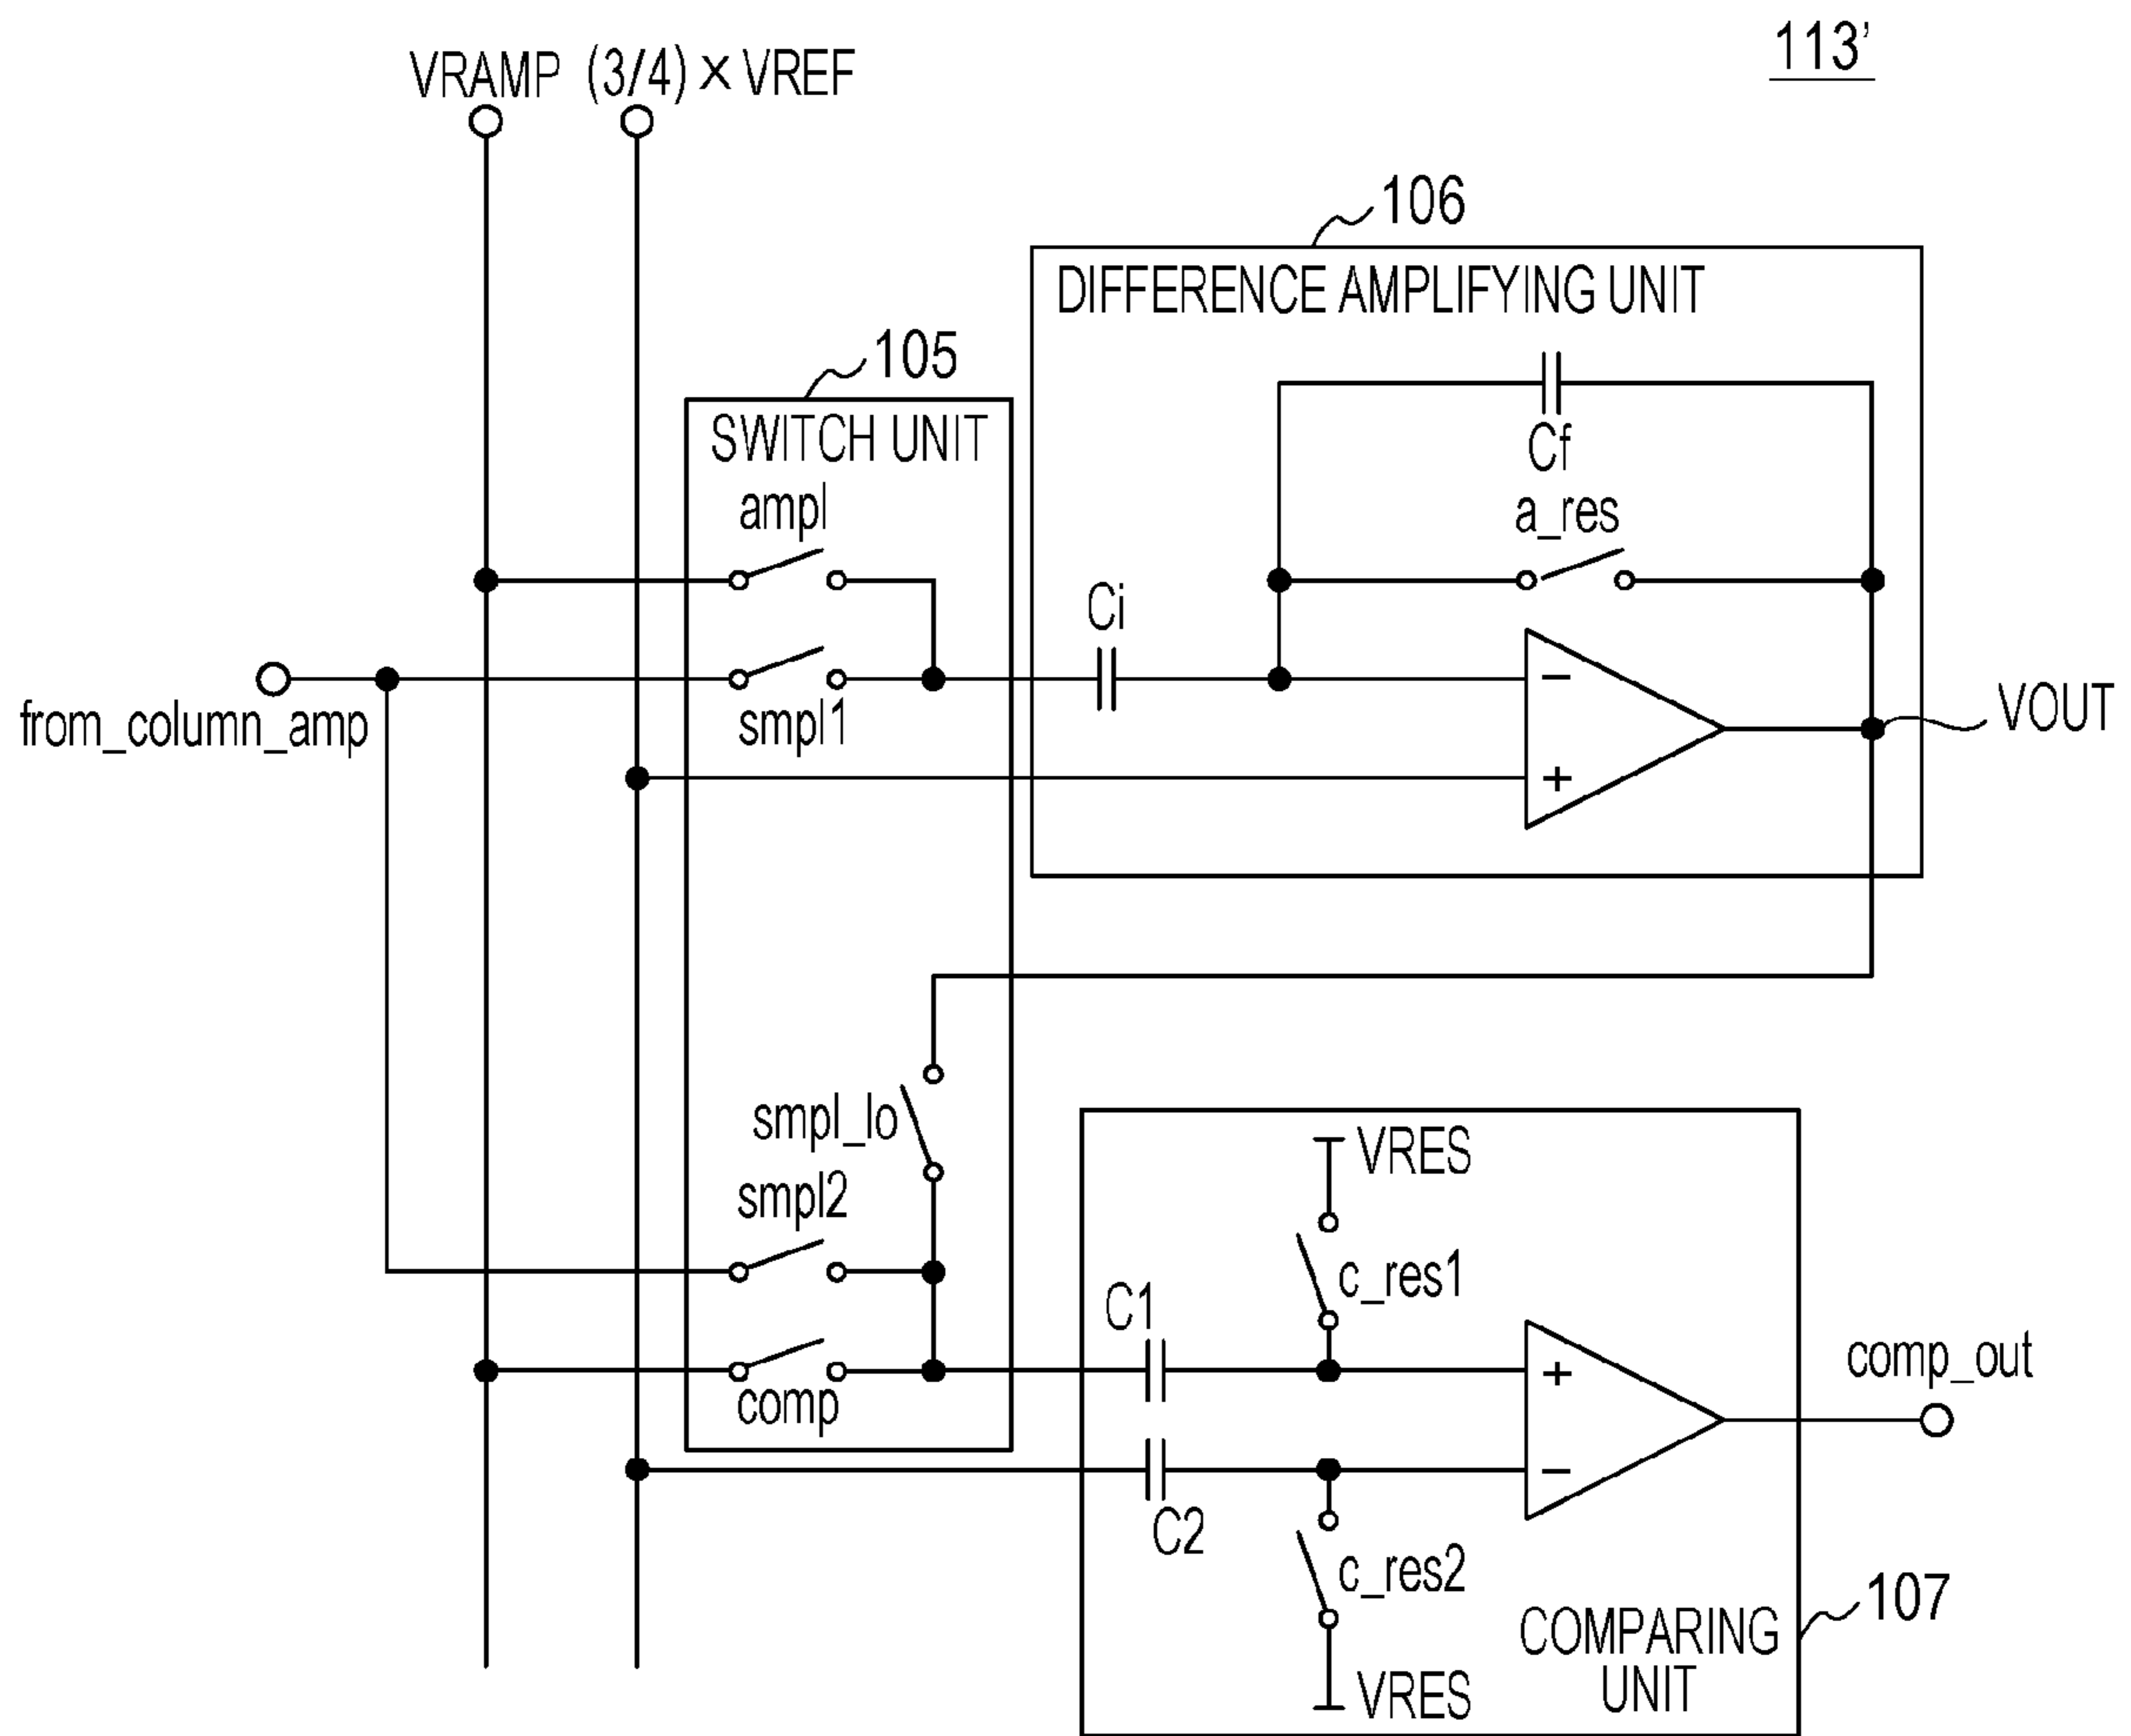 113’
VRAMP (3/4) × VREF
106
DIFFERENCE AMPLIFYING UNIT
105
SWITCH UNIT
Cf
ampl
a_res
Ci
−
from_column_amp
smpl1
VOUT
+
smpl_lo
VRES
smpl2
c_res1
C1
+
comp_out
comp
−
C2
c_res2
107
COMPARING
UNIT
VRES